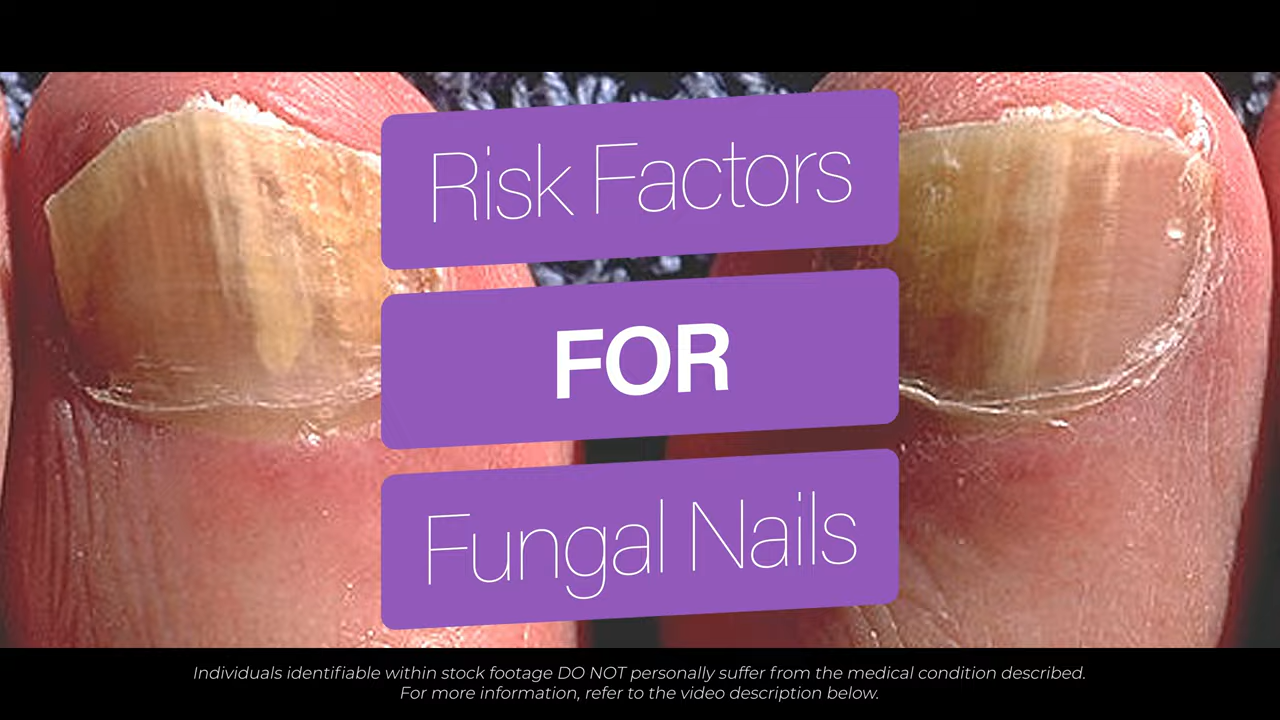 Risk Factors
FOR
Fungal Nails
Individuals identifiable within stock footage DO NOT personally suffer from the medical condition described.
For more information, refer to the video description below.